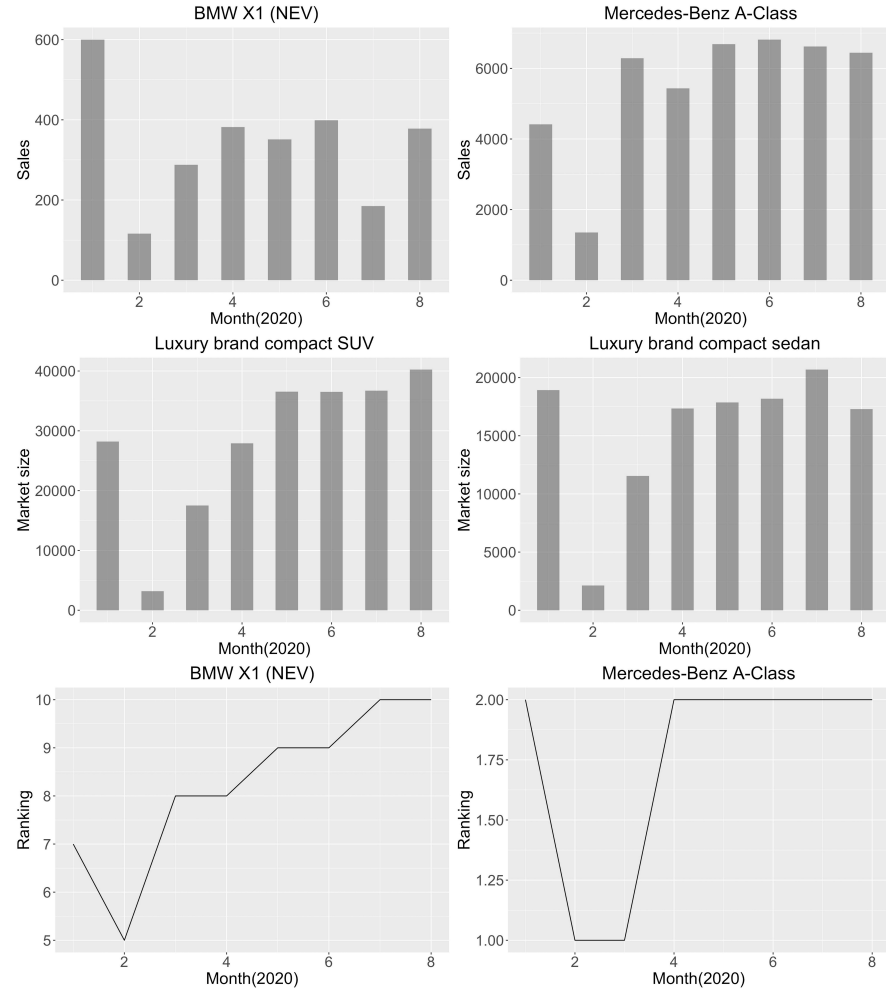 BMW X1 (NEV)
600
400
200
0
Sales
2 4 6 8
Month(2020)
Mercedes-Benz A-Class
6000
4000
2000
0
Sales
2 4 6 8
Month(2020)
Luxury brand compact SUV
40000
30000
20000
10000
0
Market size
2 4 6 8
Month(2020)
Luxury brand compact sedan
20000
15000
10000
5000
0
Market size
2 4 6 8
Month(2020)
BMW X1 (NEV)
10
9
8
7
6
5
Ranking
2 4 6 8
Month(2020)
Mercedes-Benz A-Class
2.00
1.75
1.50
1.25
1.00
Ranking
2 4 6 8
Month(2020)